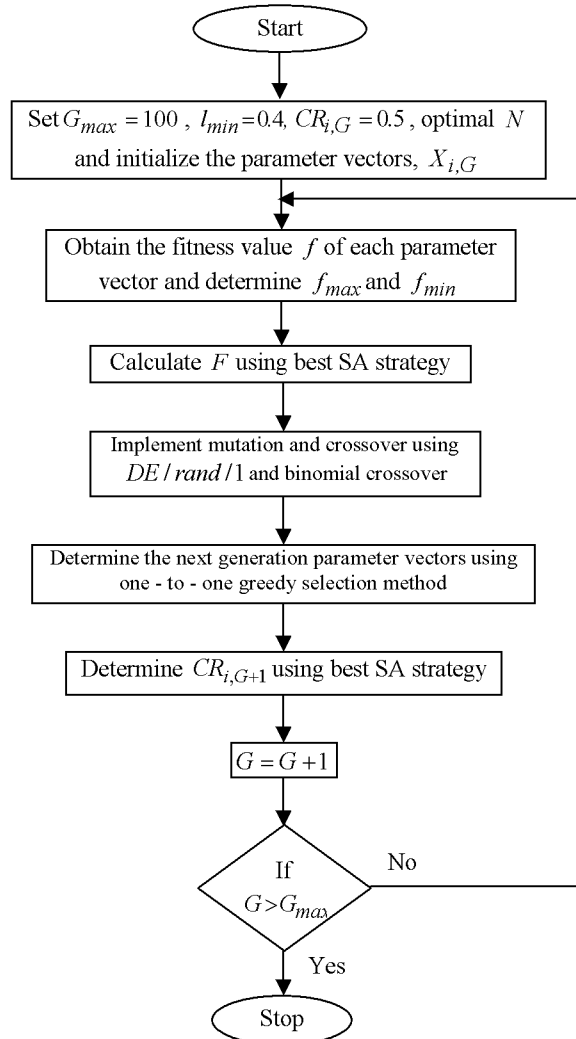 Start
Set G_max = 100 , l_min = 0.4, CR_i,G = 0.5 , optimal N
and initialize the parameter vectors, X_i,G
Obtain the fitness value f of each parameter
vector and determine f_max and f_min
Calculate F using best SA strategy
Implement mutation and crossover using
DE / rand / 1 and binomial crossover
Determine the next generation parameter vectors using
one - to - one greedy selection method
Determine CR_i,G+1 using best SA strategy
G = G +1
If
G > G_max
No
Yes
Stop